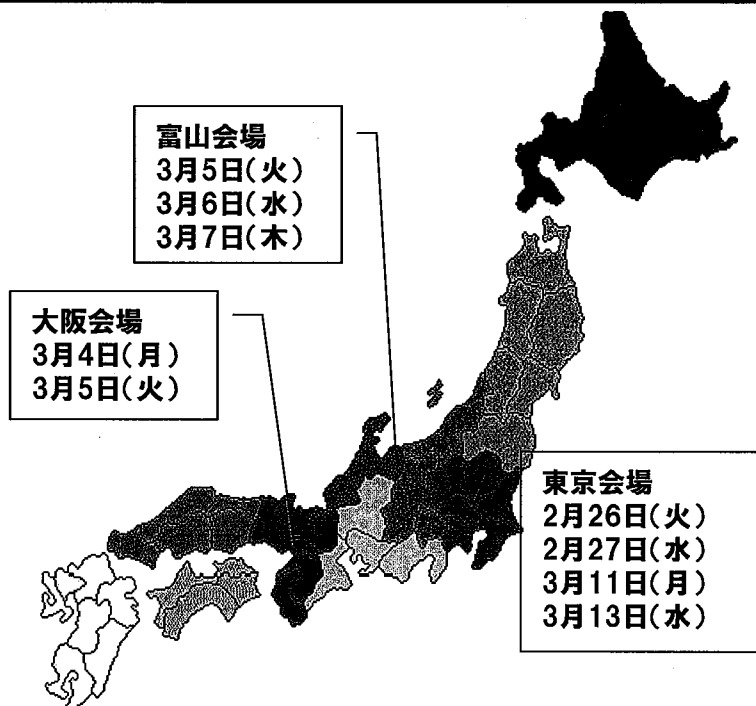 富山会場
3月5日(火)
3月6日(水)
3月7日(木)
大阪会場
3月4日(月)
3月5日(火)
東京会場
2月26日(火)
2月27日(水)
3月11日(月)
3月13日(水)